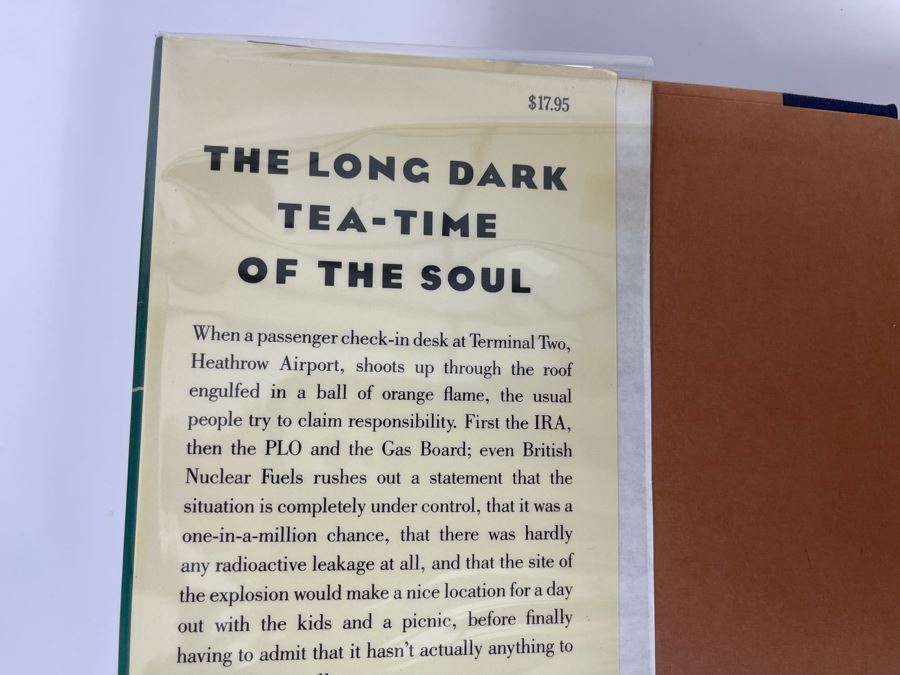 $17.95
THE LONG DARK
TEA-TIME
OF THE SOUL
When a passenger check-in desk at Terminal Two,
Heathrow Airport, shoots up through the roof
engulfed in a ball of orange flame, the usual
people try to claim responsibility. First the IRA,
then the PLO and the Gas Board; even British
Nuclear Fuels rushes out a statement that the
situation is completely under control, that it was a
one-in-a-million chance, that there was hardly
any radioactive leakage at all, and that the site of
the explosion would make a nice location for a day
out with the kids and a picnic, before finally
having to admit that it hasn't actually anything to